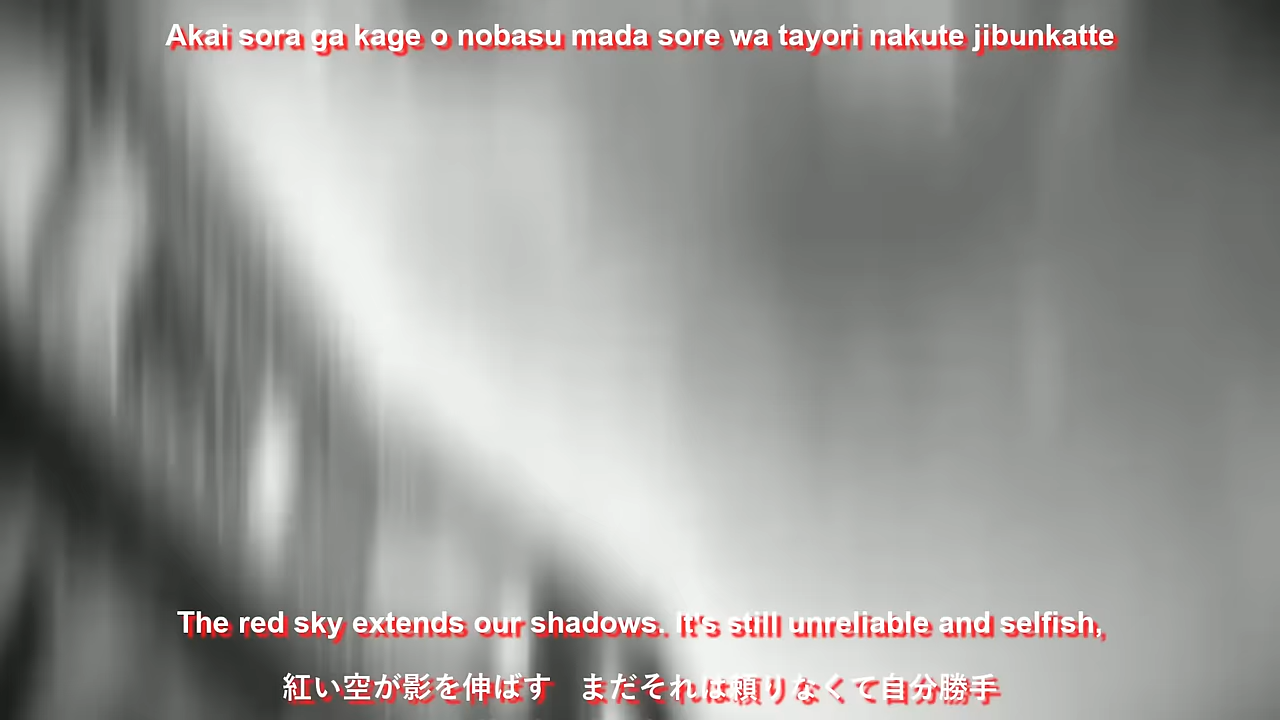 Akai sora ga kage o nobasu mada sore wa tayori nakute jibunkatte
The red sky extends our shadows. It's still unreliable and selfish,
紅い空が影を伸ばす　まだそれは頼りなくて自分勝手